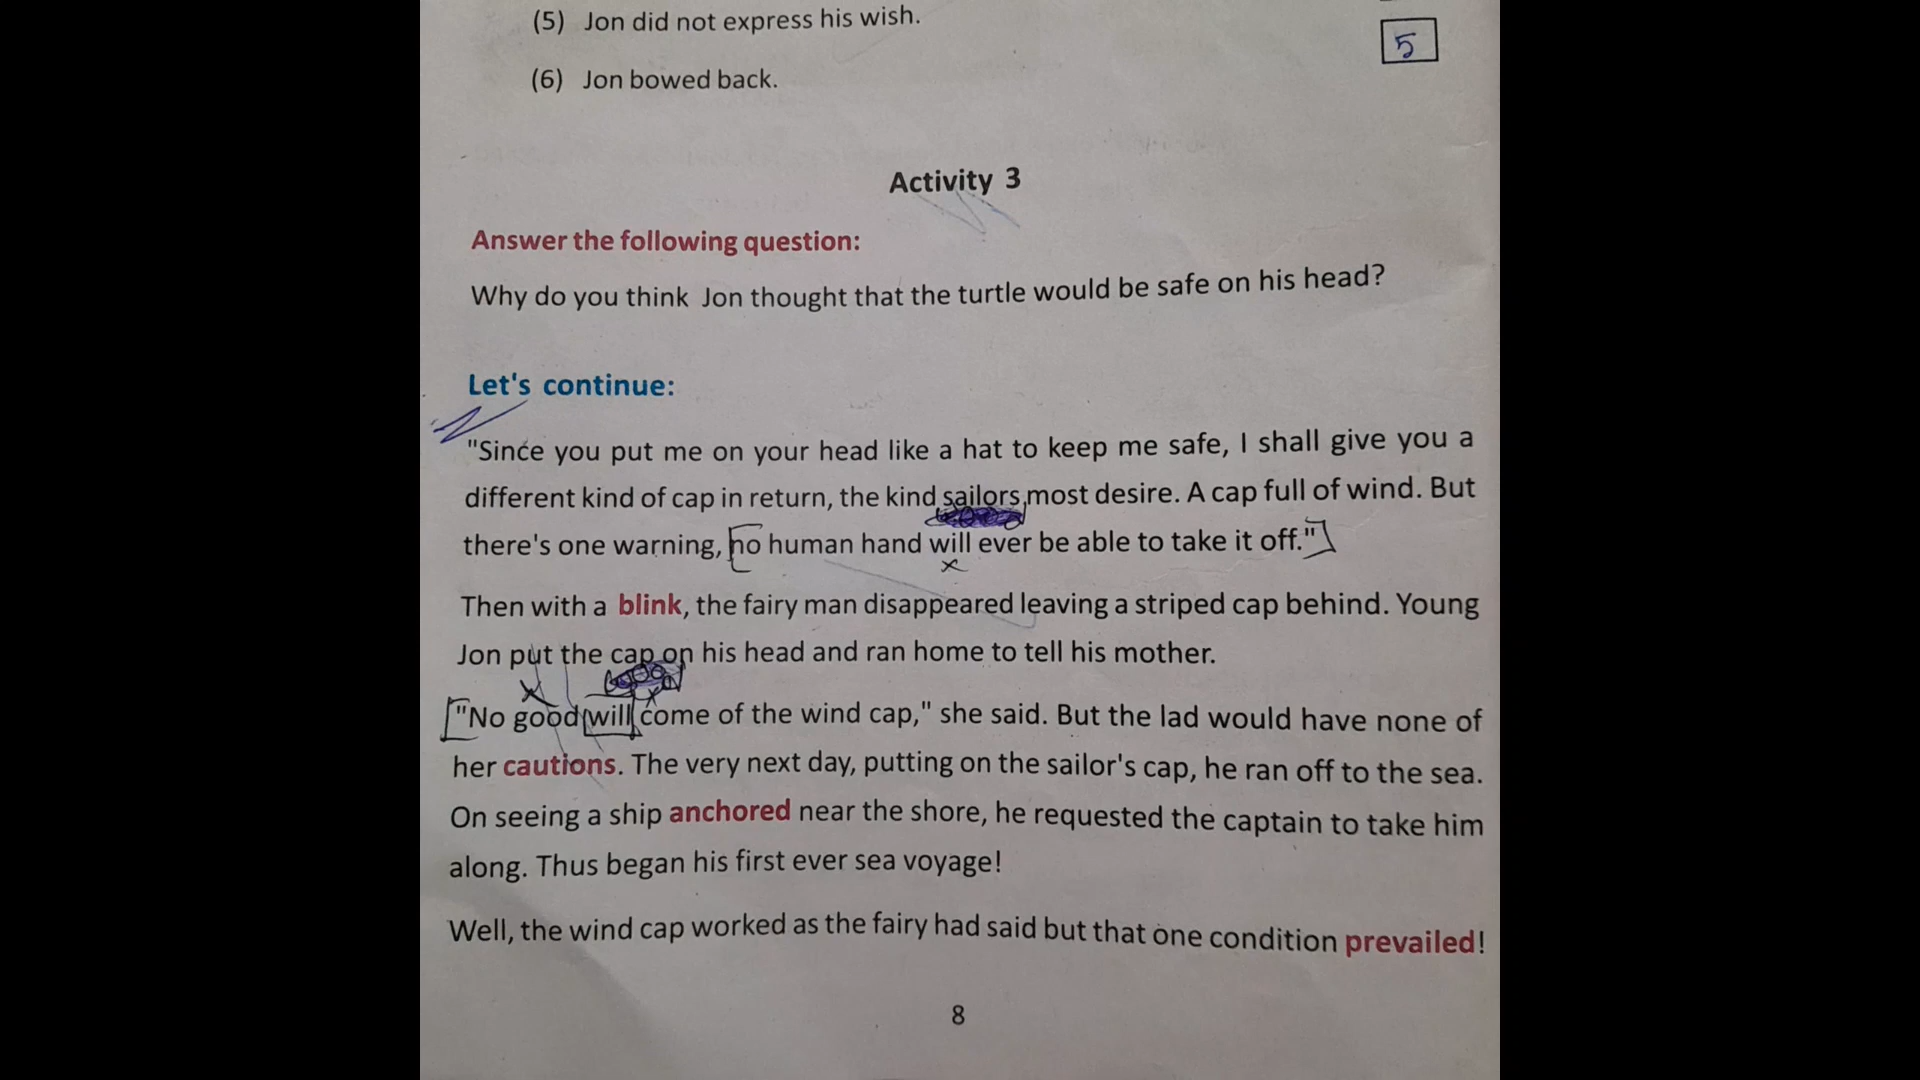 (5) Jon did not express his wish.
5
(6) Jon bowed back.
Activity 3
Answer the following question:
Why do you think Jon thought that the turtle would be safe on his head?
Let's continue:
"Since you put me on your head like a hat to keep me safe, I shall give you a
different kind of cap in return, the kind sailors most desire. A cap full of wind. But
there's one warning, no human hand will ever be able to take it off."
Then with a blink, the fairy man disappeared leaving a striped cap behind. Young
Jon put the cap on his head and ran home to tell his mother.
"No good will come of the wind cap," she said. But the lad would have none of
her cautions. The very next day, putting on the sailor's cap, he ran off to the sea.
On seeing a ship anchored near the shore, he requested the captain to take him
along. Thus began his first ever sea voyage!
Well, the wind cap worked as the fairy had said but that one condition prevailed!
8